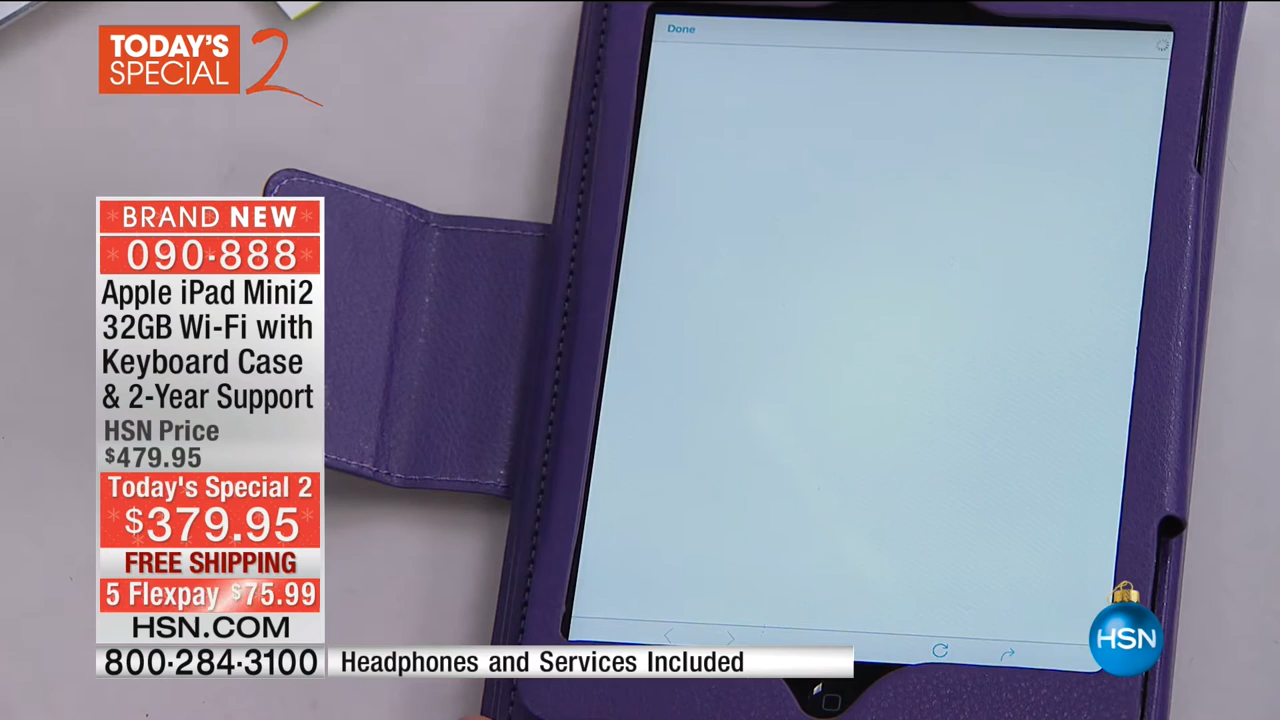 TODAY'S
SPECIAL 2
Done
BRAND NEW
090-888
Apple iPad Mini2
32GB Wi-Fi with
Keyboard Case
& 2-Year Support
HSN Price
$479.95
Today's Special 2
$379.95
FREE SHIPPING
5 Flexpay $75.99
HSN.COM
800-284-3100
Headphones and Services Included
HSN